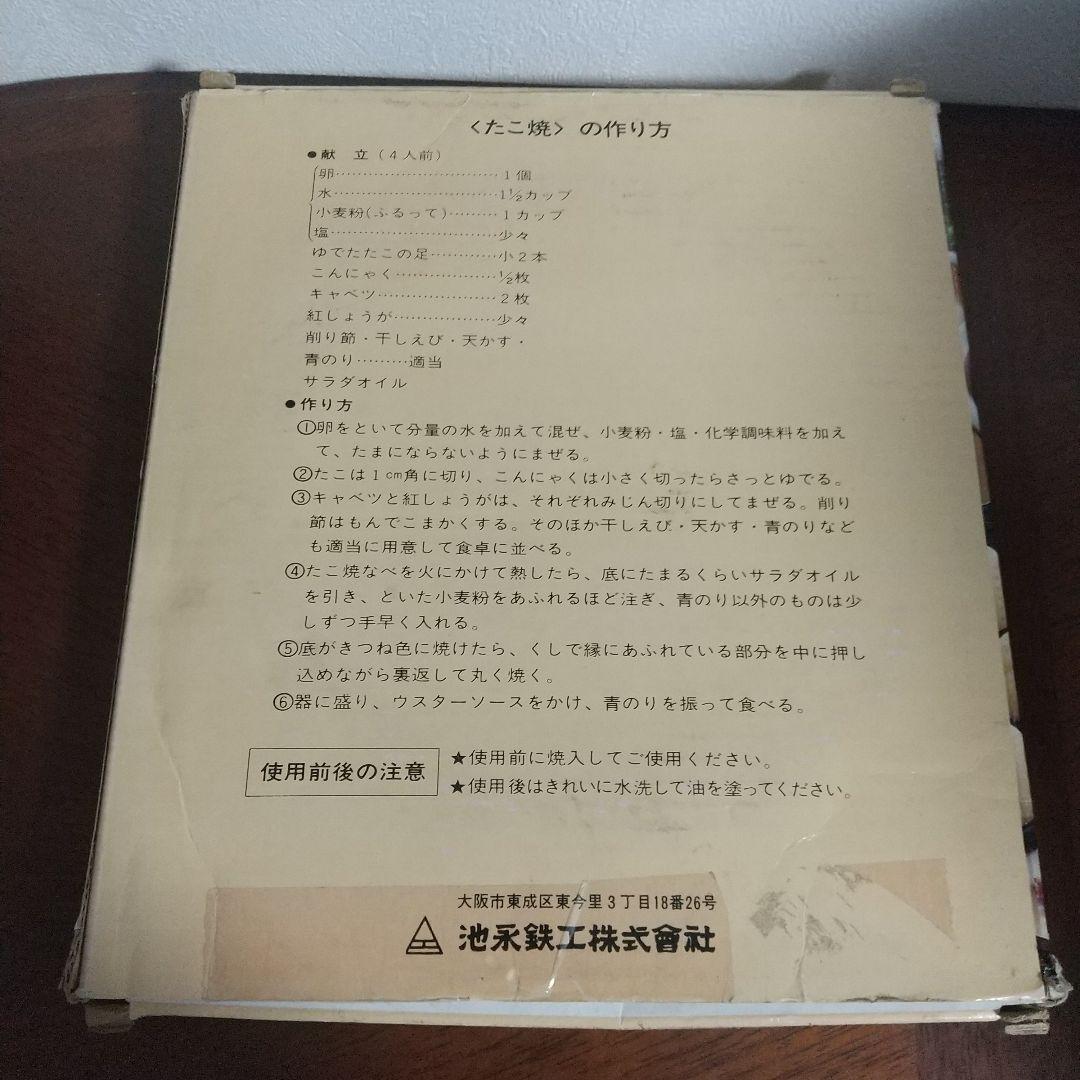 〈たこ焼〉の作り方
●献 立(4人前)
卵……………………… 1個
水………………………1½カップ
小麦粉(ふるって)………1カップ
塩………………………少々
ゆでたたこの足…………小2本
こんにゃく………………½枚
キャベツ…………………2枚
紅しょうが………………少々
削り節・干しえび・天かす・
青のり………適当
サラダオイル
●作り方
①卵をといて分量の水を加えて混ぜ、小麦粉・塩・化学調味料を加え
て、たまにならないようにまぜる。
②たこは1cm角に切り、こんにゃくは小さく切ったらさっとゆでる。
③キャベツと紅しょうがは、それぞれみじん切りにしてまぜる。削り
節はもんでこまかくする。そのほか干しえび・天かす・青のりなど
も適当に用意して食卓に並べる。
④たこ焼なべを火にかけて熱したら、底にたまるくらいサラダオイル
を引き、といた小麦粉をあふれるほど注ぎ、青のり以外のものは少
しずつ手早く入れる。
⑤底がきつね色に焼けたら、くしで縁にあふれている部分を中に押し
込めながら裏返して丸く焼く。
⑥器に盛り、ウスターソースをかけ、青のりを振って食べる。
使用前後の注意
★使用前に焼入してご使用ください。
★使用後はきれいに水洗して油を塗ってください。
大阪市東成区東今里3丁目18番26号
池永鉄工株式會社